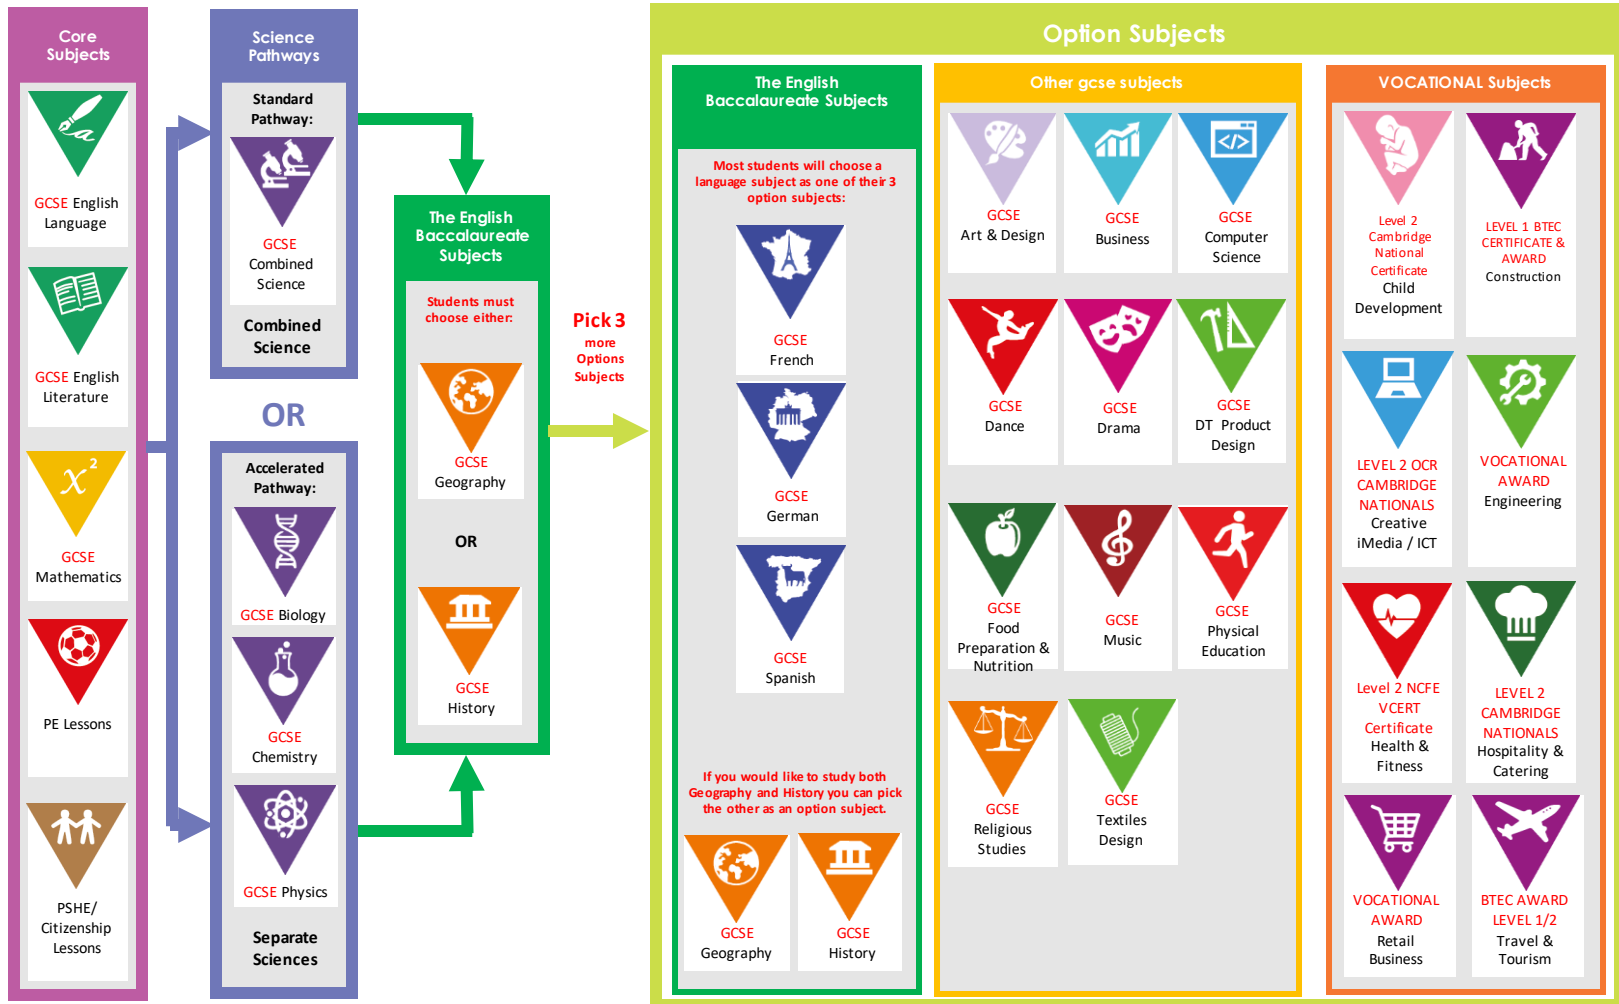 Core
Subjects
GCSE English
Language
GCSE English
Literature
x²
GCSE
Mathematics
PE Lessons
PSHE/
Citizenship
Lessons
Science
Pathways
Standard
Pathway:
GCSE
Combined
Science
Combined
Science
OR
Accelerated
Pathway:
GCSE Biology
GCSE
Chemistry
GCSE Physics
Separate
Sciences
The English
Baccalaureate
Subjects
Students must
choose either:
GCSE
Geography
OR
GCSE
History
Pick 3
more
Options
Subjects
Option Subjects
The English
Baccalaureate Subjects
Most students will choose a
language subject as one of their 3
option subjects:
GCSE
French
GCSE
German
GCSE
Spanish
If you would like to study both
Geography and History you can pick
the other as an option subject.
GCSE
Geography
GCSE
History
Other gcse subjects
GCSE
Art & Design
GCSE
Business
</>
GCSE
Computer
Science
GCSE
Dance
GCSE
Drama
GCSE
DT Product
Design
GCSE
Food
Preparation &
Nutrition
GCSE
Music
GCSE
Physical
Education
GCSE
Religious
Studies
GCSE
Textiles
Design
VOCATIONAL Subjects
Level 2
Cambridge
National
Certificate
Child
Development
LEVEL 1 BTEC
CERTIFICATE &
AWARD
Construction
LEVEL 2 OCR
CAMBRIDGE
NATIONALS
Creative
iMedia / ICT
VOCATIONAL
AWARD
Engineering
Level 2 NCFE
VCERT
Certificate
Health &
Fitness
LEVEL 2
CAMBRIDGE
NATIONALS
Hospitality &
Catering
VOCATIONAL
AWARD
Retail
Business
BTEC AWARD
LEVEL 1/2
Travel &
Tourism